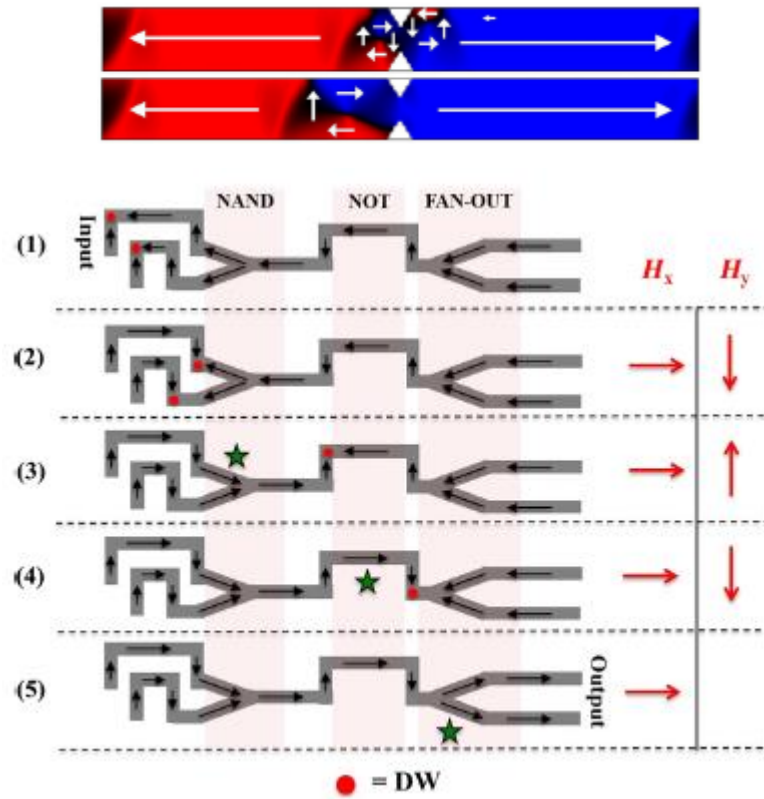 NAND NOT FAN-OUT
Input
(1)
Hx Hy
(2)
(3)
(4)
(5)
Output
= DW